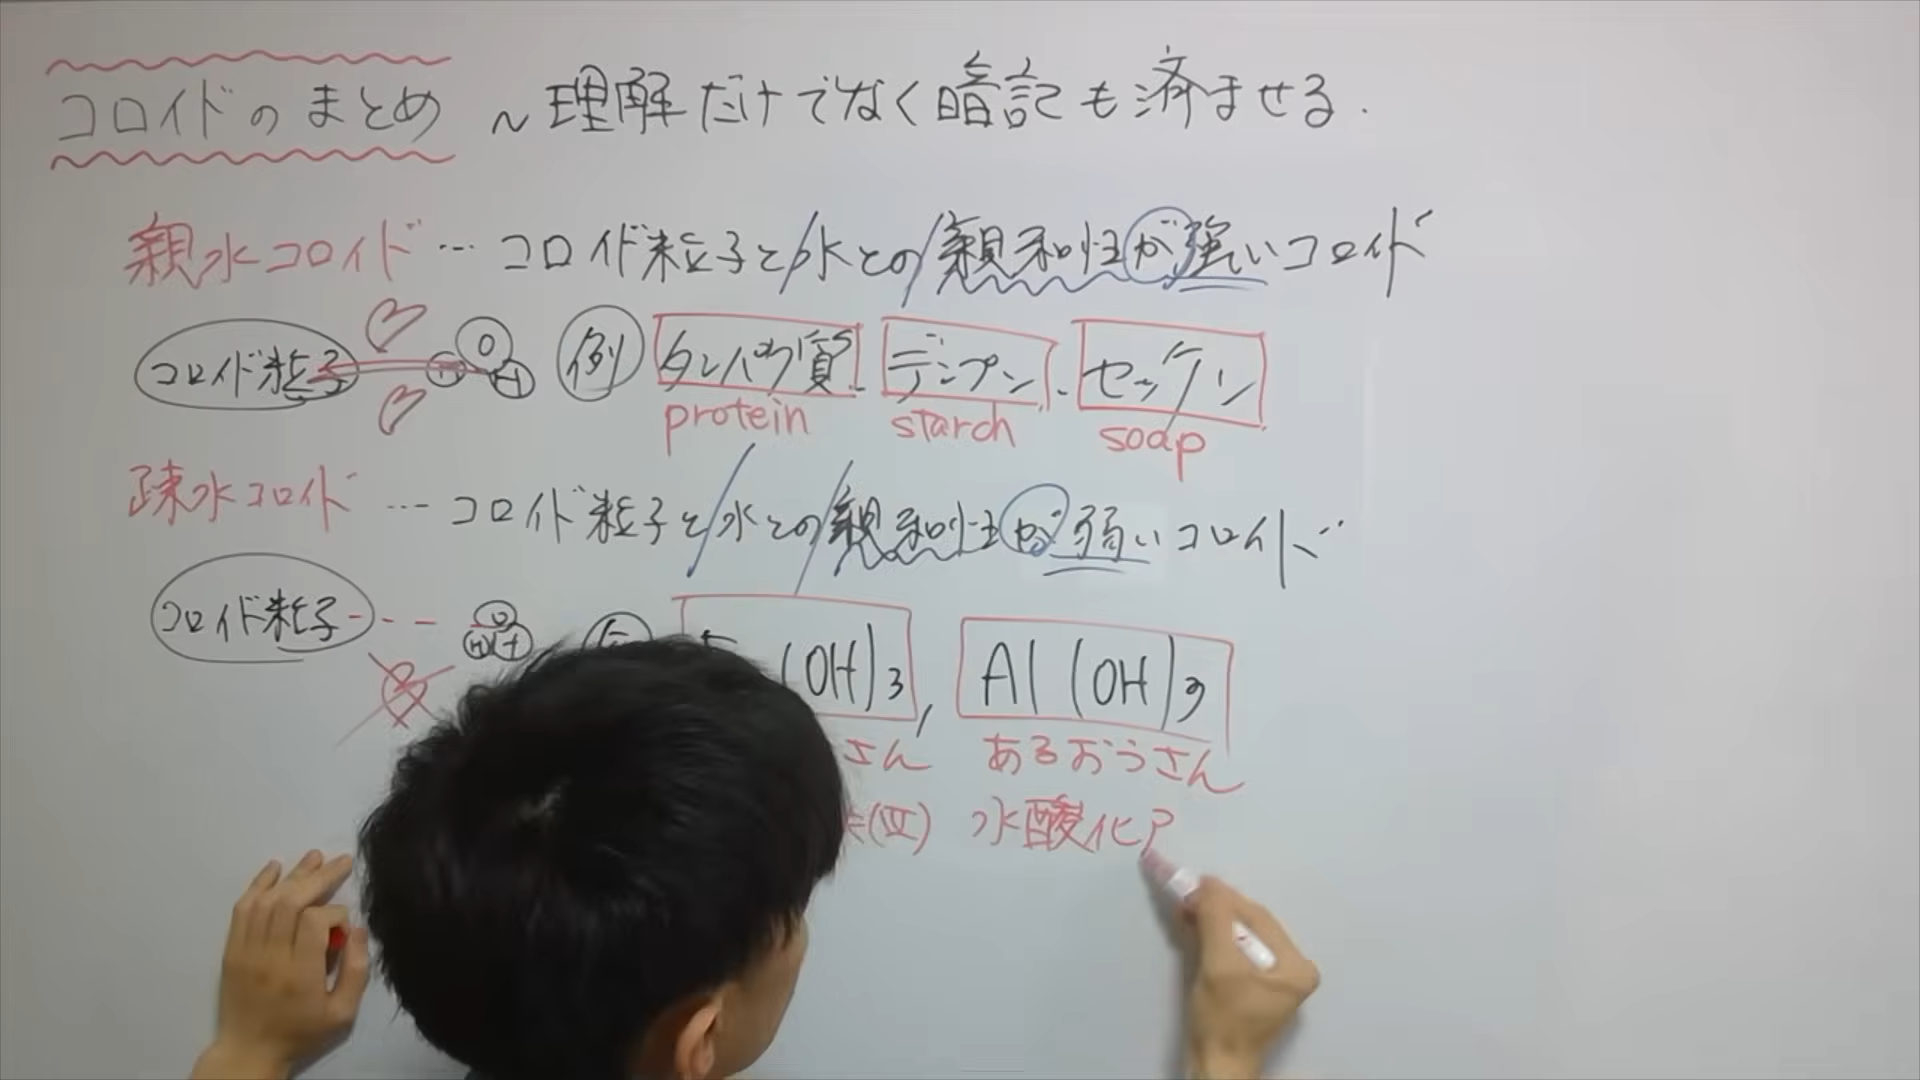 コロイドのまとめ ~理解だけでなく暗記も済ませる.
親水コロイド … コロイド粒子と/水との/親和性が強いコロイド
コロイド粒子 O H H 例 タンパク質、デンプン、セッケン
protein starch soap
疎水コロイド … コロイド粒子と/水との/親和性が弱いコロイド
コロイド粒子 O H H (OH)3, Al(OH)3
さん あるおうさん
(Ⅲ) 水酸化ア